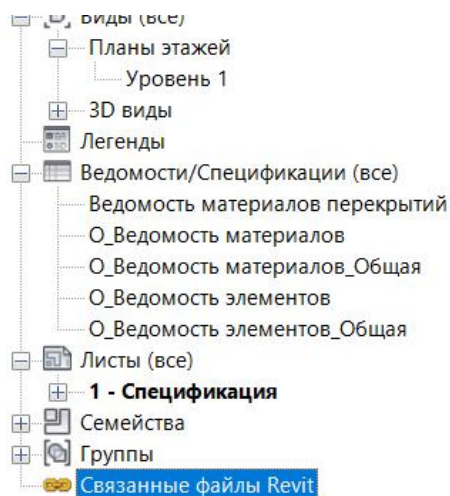 Виды (все)
Планы этажей
Уровень 1
3D виды
Легенды
Ведомости/Спецификации (все)
Ведомость материалов перекрытий
О_Ведомость материалов
О_Ведомость материалов_Общая
О_Ведомость элементов
О_Ведомость элементов_Общая
Листы (все)
1 - Спецификация
Семейства
Группы
Связанные файлы Revit